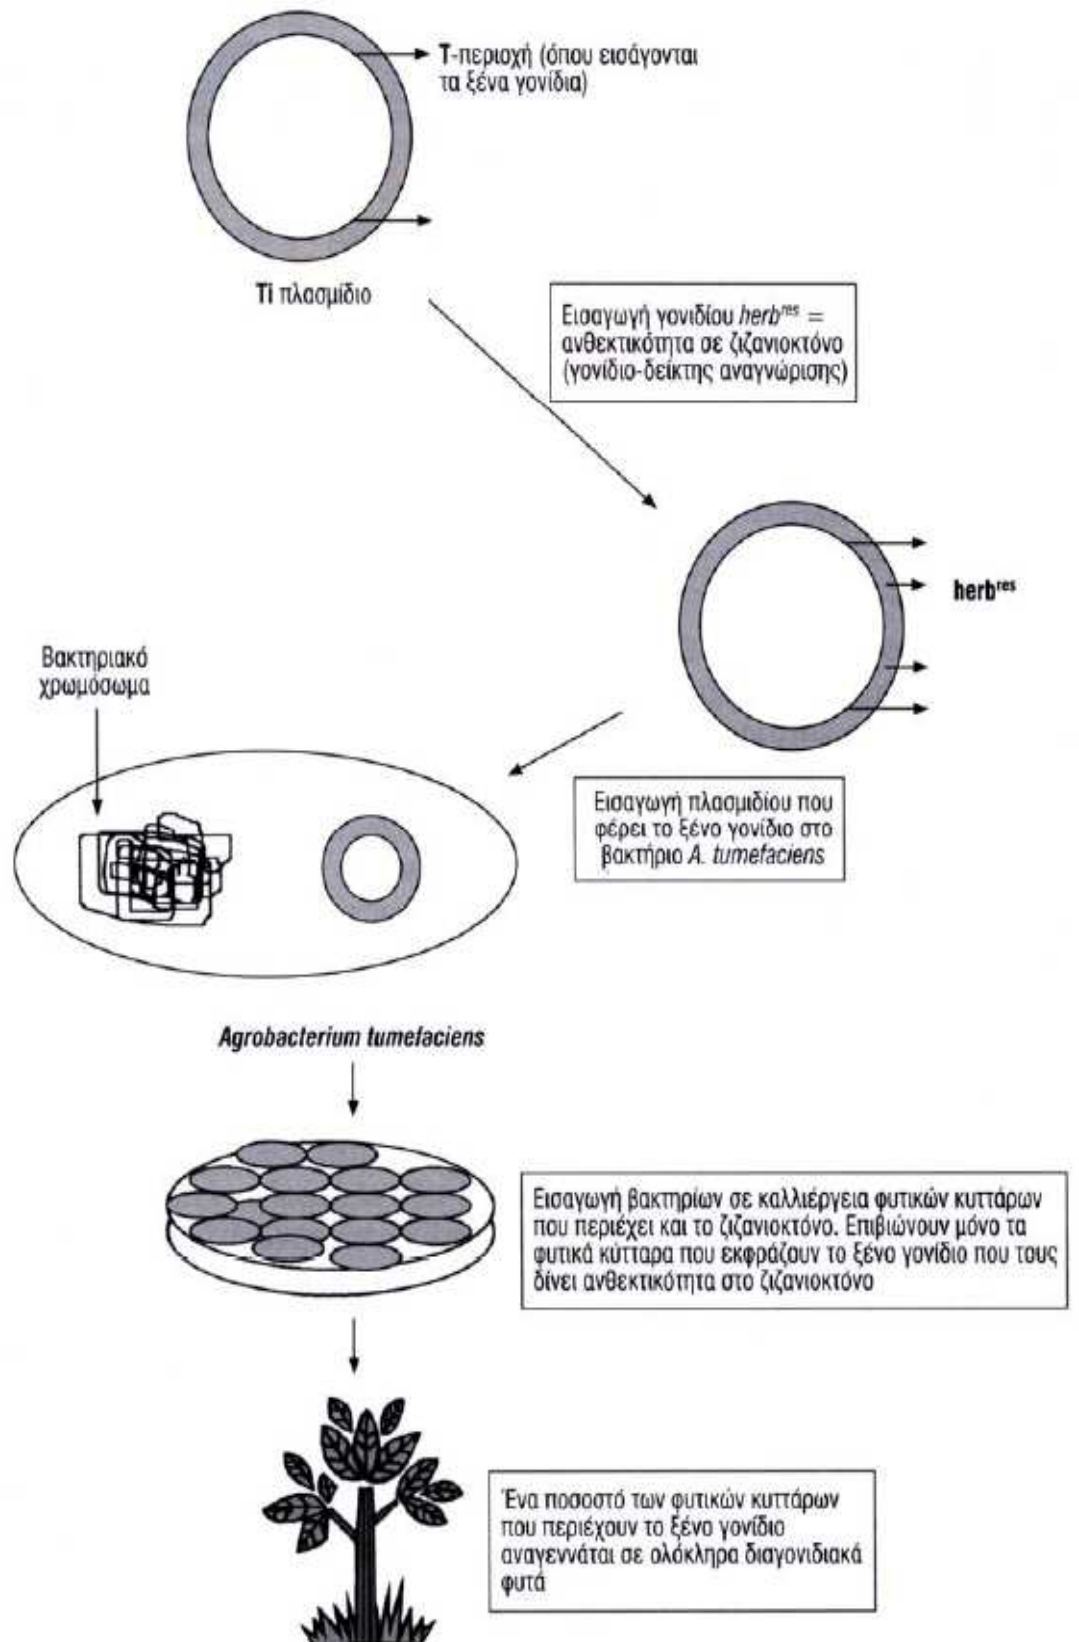 T-περιοχή (όπου εισάγονται
τα ξένα γονίδια)
Ti πλασμίδιο
Εισαγωγή γονιδίου herbʳᵉˢ =
ανθεκτικότητα σε ζιζανιοκτόνο
(γονίδιο-δείκτης αναγνώρισης)
herbʳᵉˢ
Βακτηριακό
χρωμόσωμα
Εισαγωγή πλασμιδίου που
φέρει το ξένο γονίδιο στο
βακτήριο A. tumefaciens
Agrobacterium tumefaciens
Εισαγωγή βακτηρίων σε καλλιέργεια φυτικών κυττάρων
που περιέχει και το ζιζανιοκτόνο. Επιβιώνουν μόνο τα
φυτικά κύτταρα που εκφράζουν το ξένο γονίδιο που τους
δίνει ανθεκτικότητα στο ζιζανιοκτόνο
Ένα ποσοστό των φυτικών κυττάρων
που περιέχουν το ξένο γονίδιο
αναγεννάται σε ολόκληρα διαγονιδιακά
φυτά